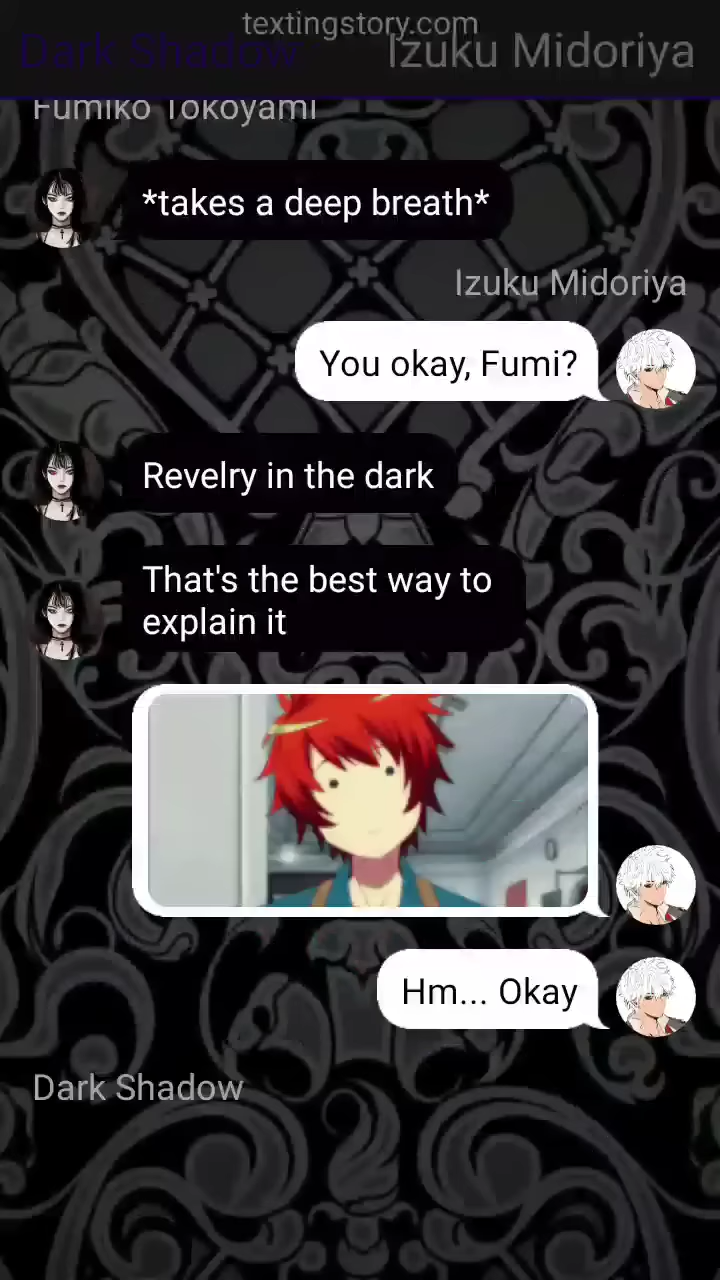 textingstory.com
Dark Shadow
Izuku Midoriya
Fumiko Tokoyami
*takes a deep breath*
Izuku Midoriya
You okay, Fumi?
Revelry in the dark
That's the best way to
explain it
Hm... Okay
Dark Shadow